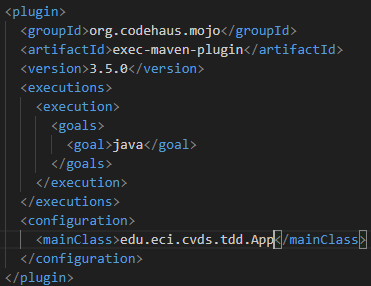 <plugin>
<groupId>org.codehaus.mojo</groupId>
<artifactId>exec-maven-plugin</artifactId>
<version>3.5.0</version>
<executions>
<execution>
<goals>
<goal>java</goal>
</goals>
</execution>
</executions>
<configuration>
<mainClass>edu.eci.cvds.tdd.App</mainClass>
</configuration>
</plugin>